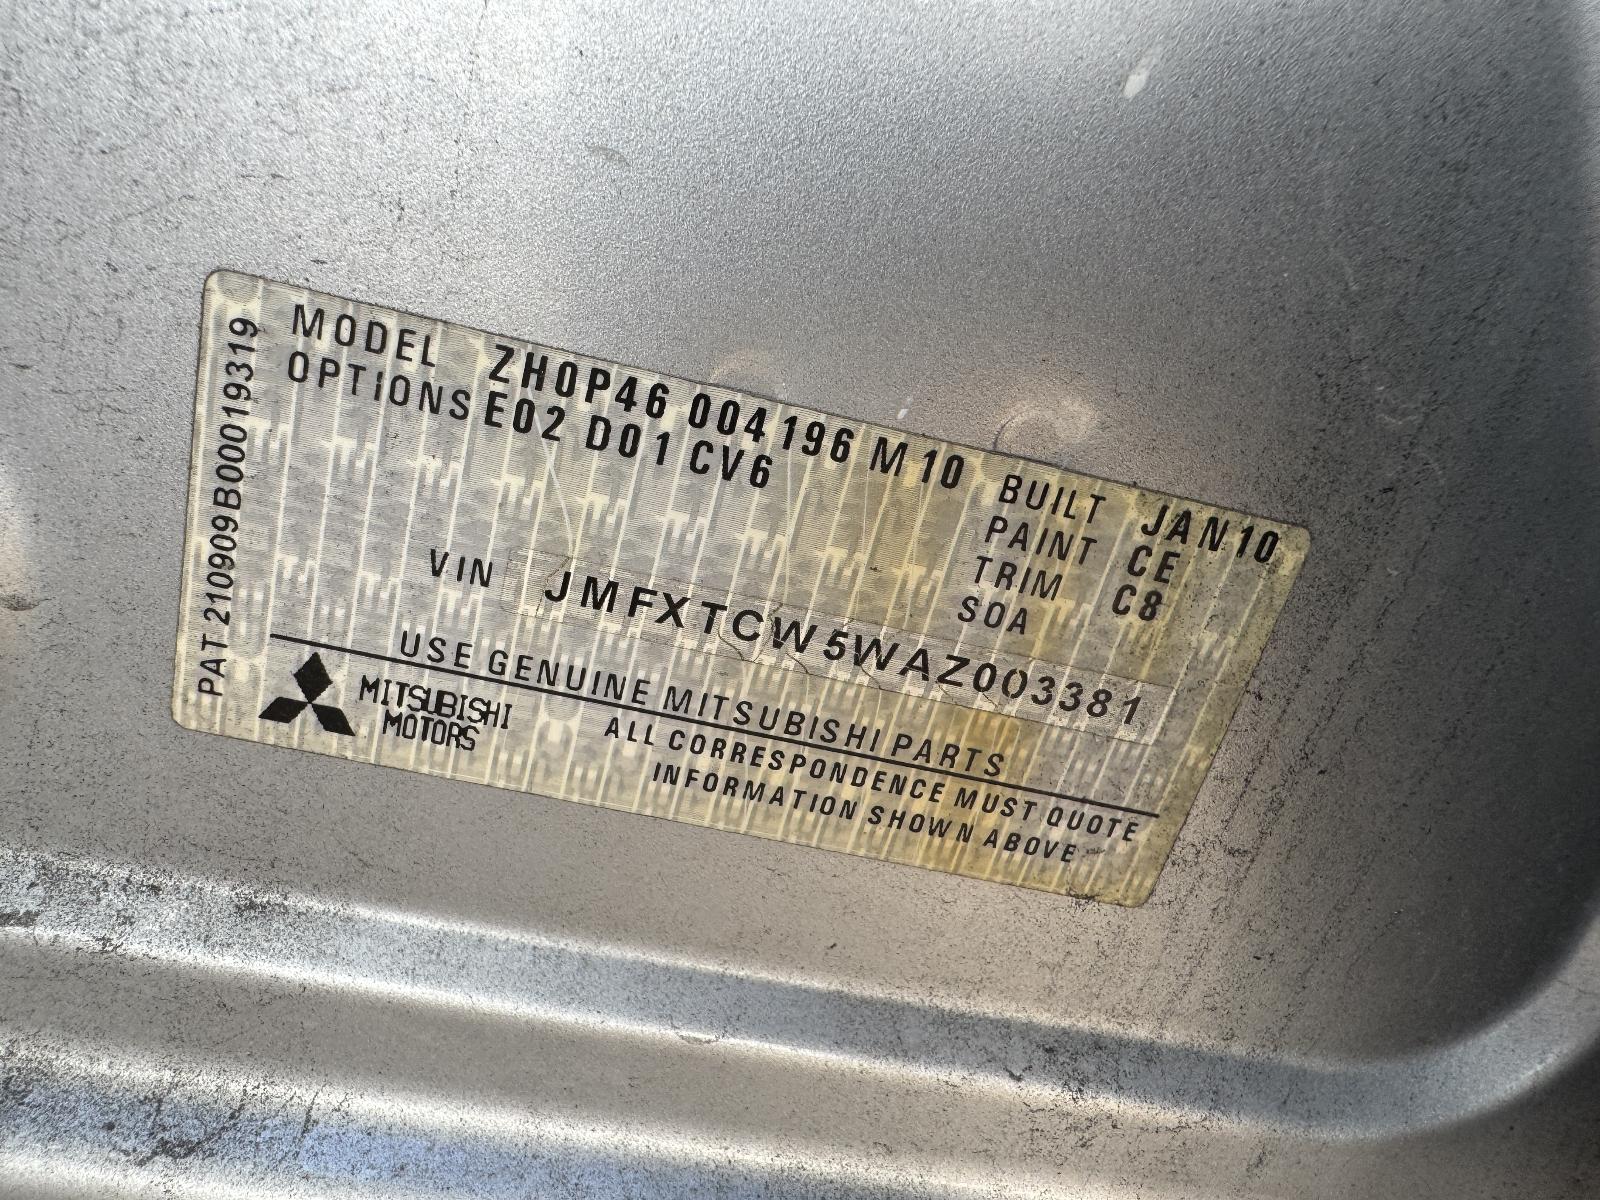 MODEL ZH0P46 004196 M10
OPTIONS E02 D01 CV6
BUILT JAN10
PAINT CE
TRIM C8
SOA
VIN JMFXTCW5WAZ003381
USE GENUINE MITSUBISHI PARTS
MITSUBISHI
MOTORS
ALL CORRESPONDENCE MUST QUOTE
INFORMATION SHOWN ABOVE
PAT 210909B00019319